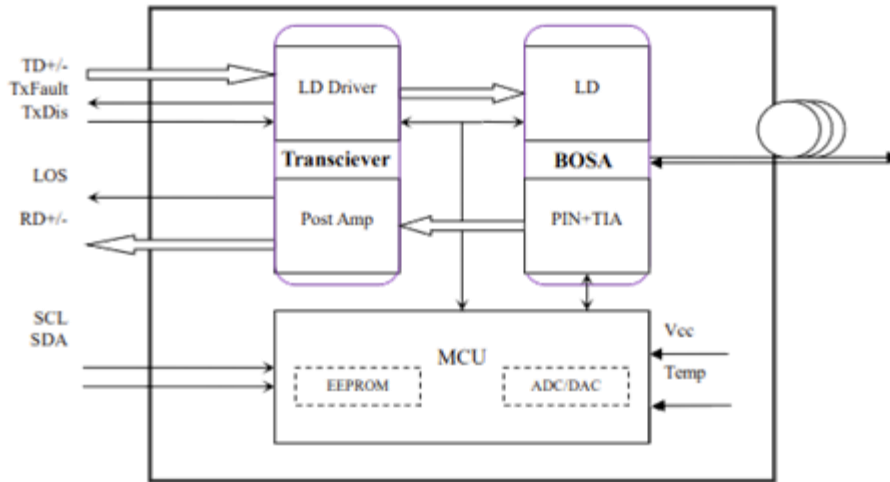 TD+/-
TxFault
TxDis
LOS
RD+/-
SCL
SDA
LD Driver
Transciever
Post Amp
LD
BOSA
PIN+TIA
MCU
EEPROM
ADC/DAC
Vcc
Temp